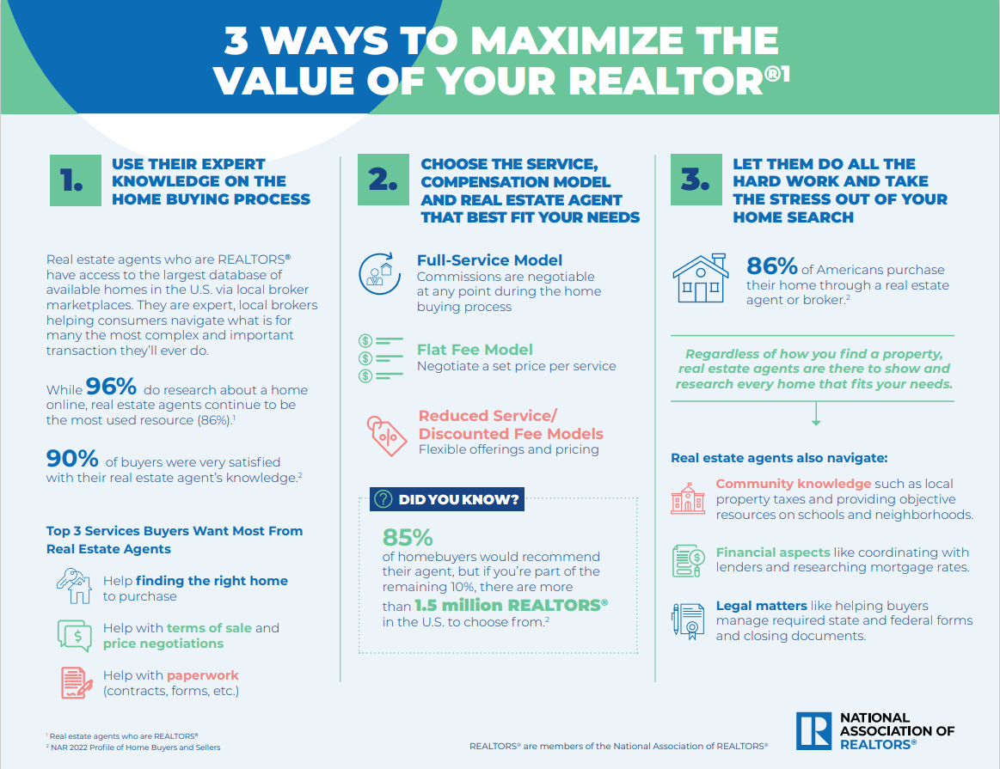 3 WAYS TO MAXIMIZE THE
VALUE OF YOUR REALTOR®1
1.
USE THEIR EXPERT
KNOWLEDGE ON THE
HOME BUYING PROCESS
Real estate agents who are REALTORS®
have access to the largest database of
available homes in the U.S. via local broker
marketplaces. They are expert, local brokers
helping consumers navigate what is for
many the most complex and important
transaction they'll ever do.
While 96% do research about a home
online, real estate agents continue to be
the most used resource (86%).1
90% of buyers were very satisfied
with their real estate agent's knowledge.2
Top 3 Services Buyers Want Most From
Real Estate Agents
Help finding the right home
to purchase
$
Help with terms of sale and
price negotiations
Help with paperwork
(contracts, forms, etc.)
2.
CHOOSE THE SERVICE,
COMPENSATION MODEL
AND REAL ESTATE AGENT
THAT BEST FIT YOUR NEEDS
Full-Service Model
Commissions are negotiable
at any point during the home
buying process
$
$
$
Flat Fee Model
Negotiate a set price per service
Reduced Service/
Discounted Fee Models
Flexible offerings and pricing
? DID YOU KNOW?
85%
of homebuyers would recommend
their agent, but if you're part of the
remaining 10%, there are more
than 1.5 million REALTORS®
in the U.S. to choose from.2
3.
LET THEM DO ALL THE
HARD WORK AND TAKE
THE STRESS OUT OF YOUR
HOME SEARCH
86% of Americans purchase
their home through a real estate
agent or broker.2
Regardless of how you find a property,
real estate agents are there to show and
research every home that fits your needs.
Real estate agents also navigate:
Community knowledge such as local
property taxes and providing objective
resources on schools and neighborhoods.
$
Financial aspects like coordinating with
lenders and researching mortgage rates.
Legal matters like helping buyers
manage required state and federal forms
and closing documents.
1 Real estate agents who are REALTORS®
2 NAR 2022 Profile of Home Buyers and Sellers
REALTORS® are members of the National Association of REALTORS®
R
NATIONAL
ASSOCIATION OF
REALTORS®